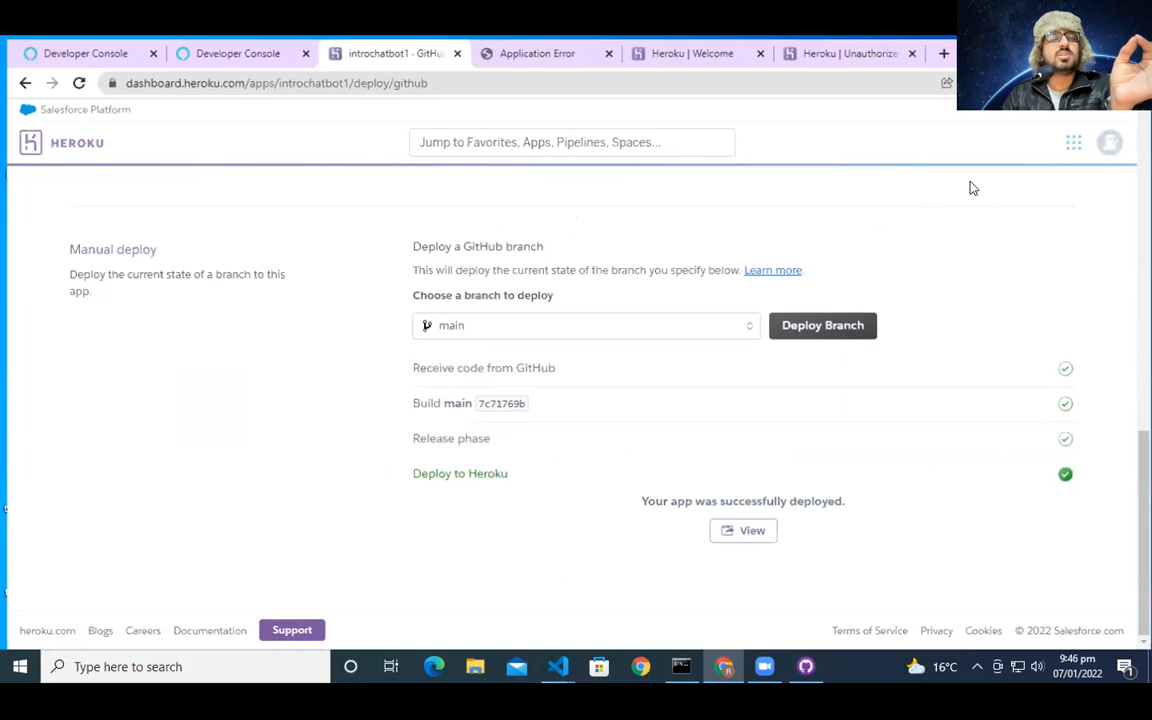 Developer Console
Developer Console
introchatbot1 · GitHu
Application Error
Heroku | Welcome
Heroku | Unauthorize
dashboard.heroku.com/apps/introchatbot1/deploy/github
Salesforce Platform
HEROKU
Jump to Favorites, Apps, Pipelines, Spaces...
Manual deploy
Deploy the current state of a branch to this
app.
Deploy a GitHub branch
This will deploy the current state of the branch you specify below. Learn more.
Choose a branch to deploy
main
Deploy Branch
Receive code from GitHub
Build main 7c71769b
Release phase
Deploy to Heroku
Your app was successfully deployed.
View
heroku.com
Blogs
Careers
Documentation
Support
Terms of Service
Privacy
Cookies
© 2022 Salesforce.com
Type here to search
16°C
9:46 pm
07/01/2022
1